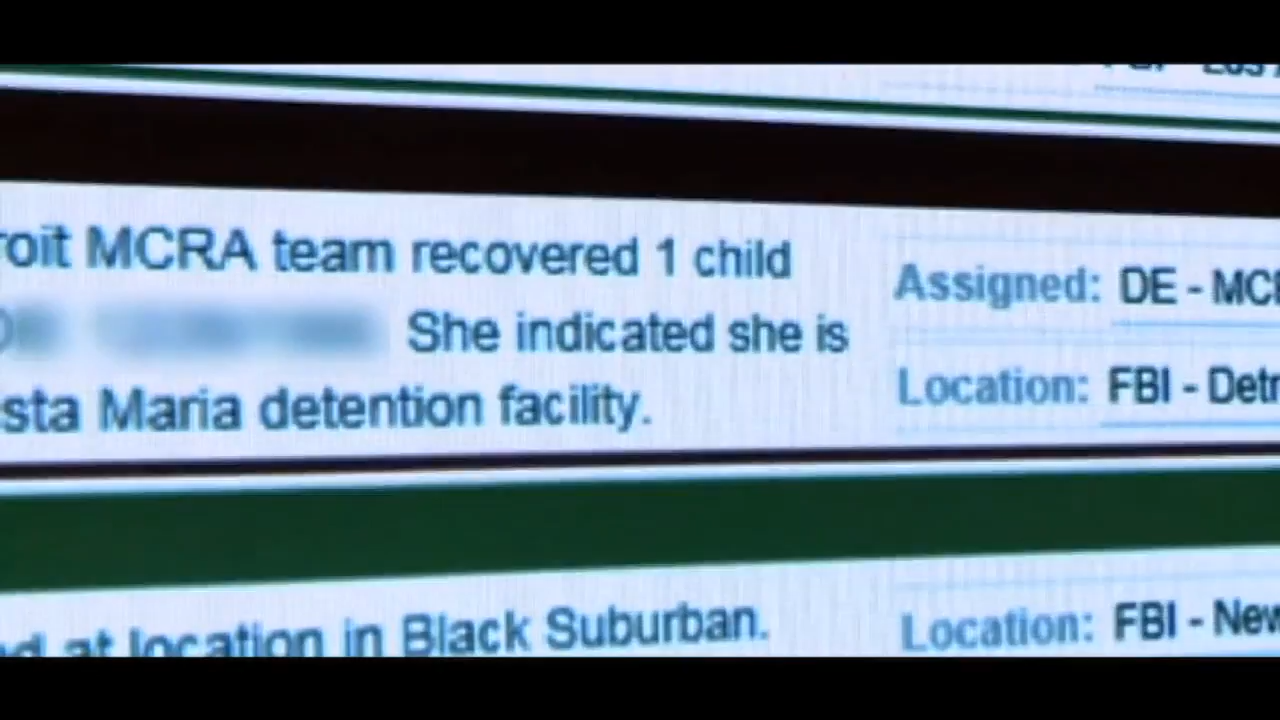 roit MCRA team recovered 1 child
She indicated she is
sta Maria detention facility.
Assigned: DE - MC
Location: FBI - Detr
d at location in Black Suburban.
Location: FBI - New